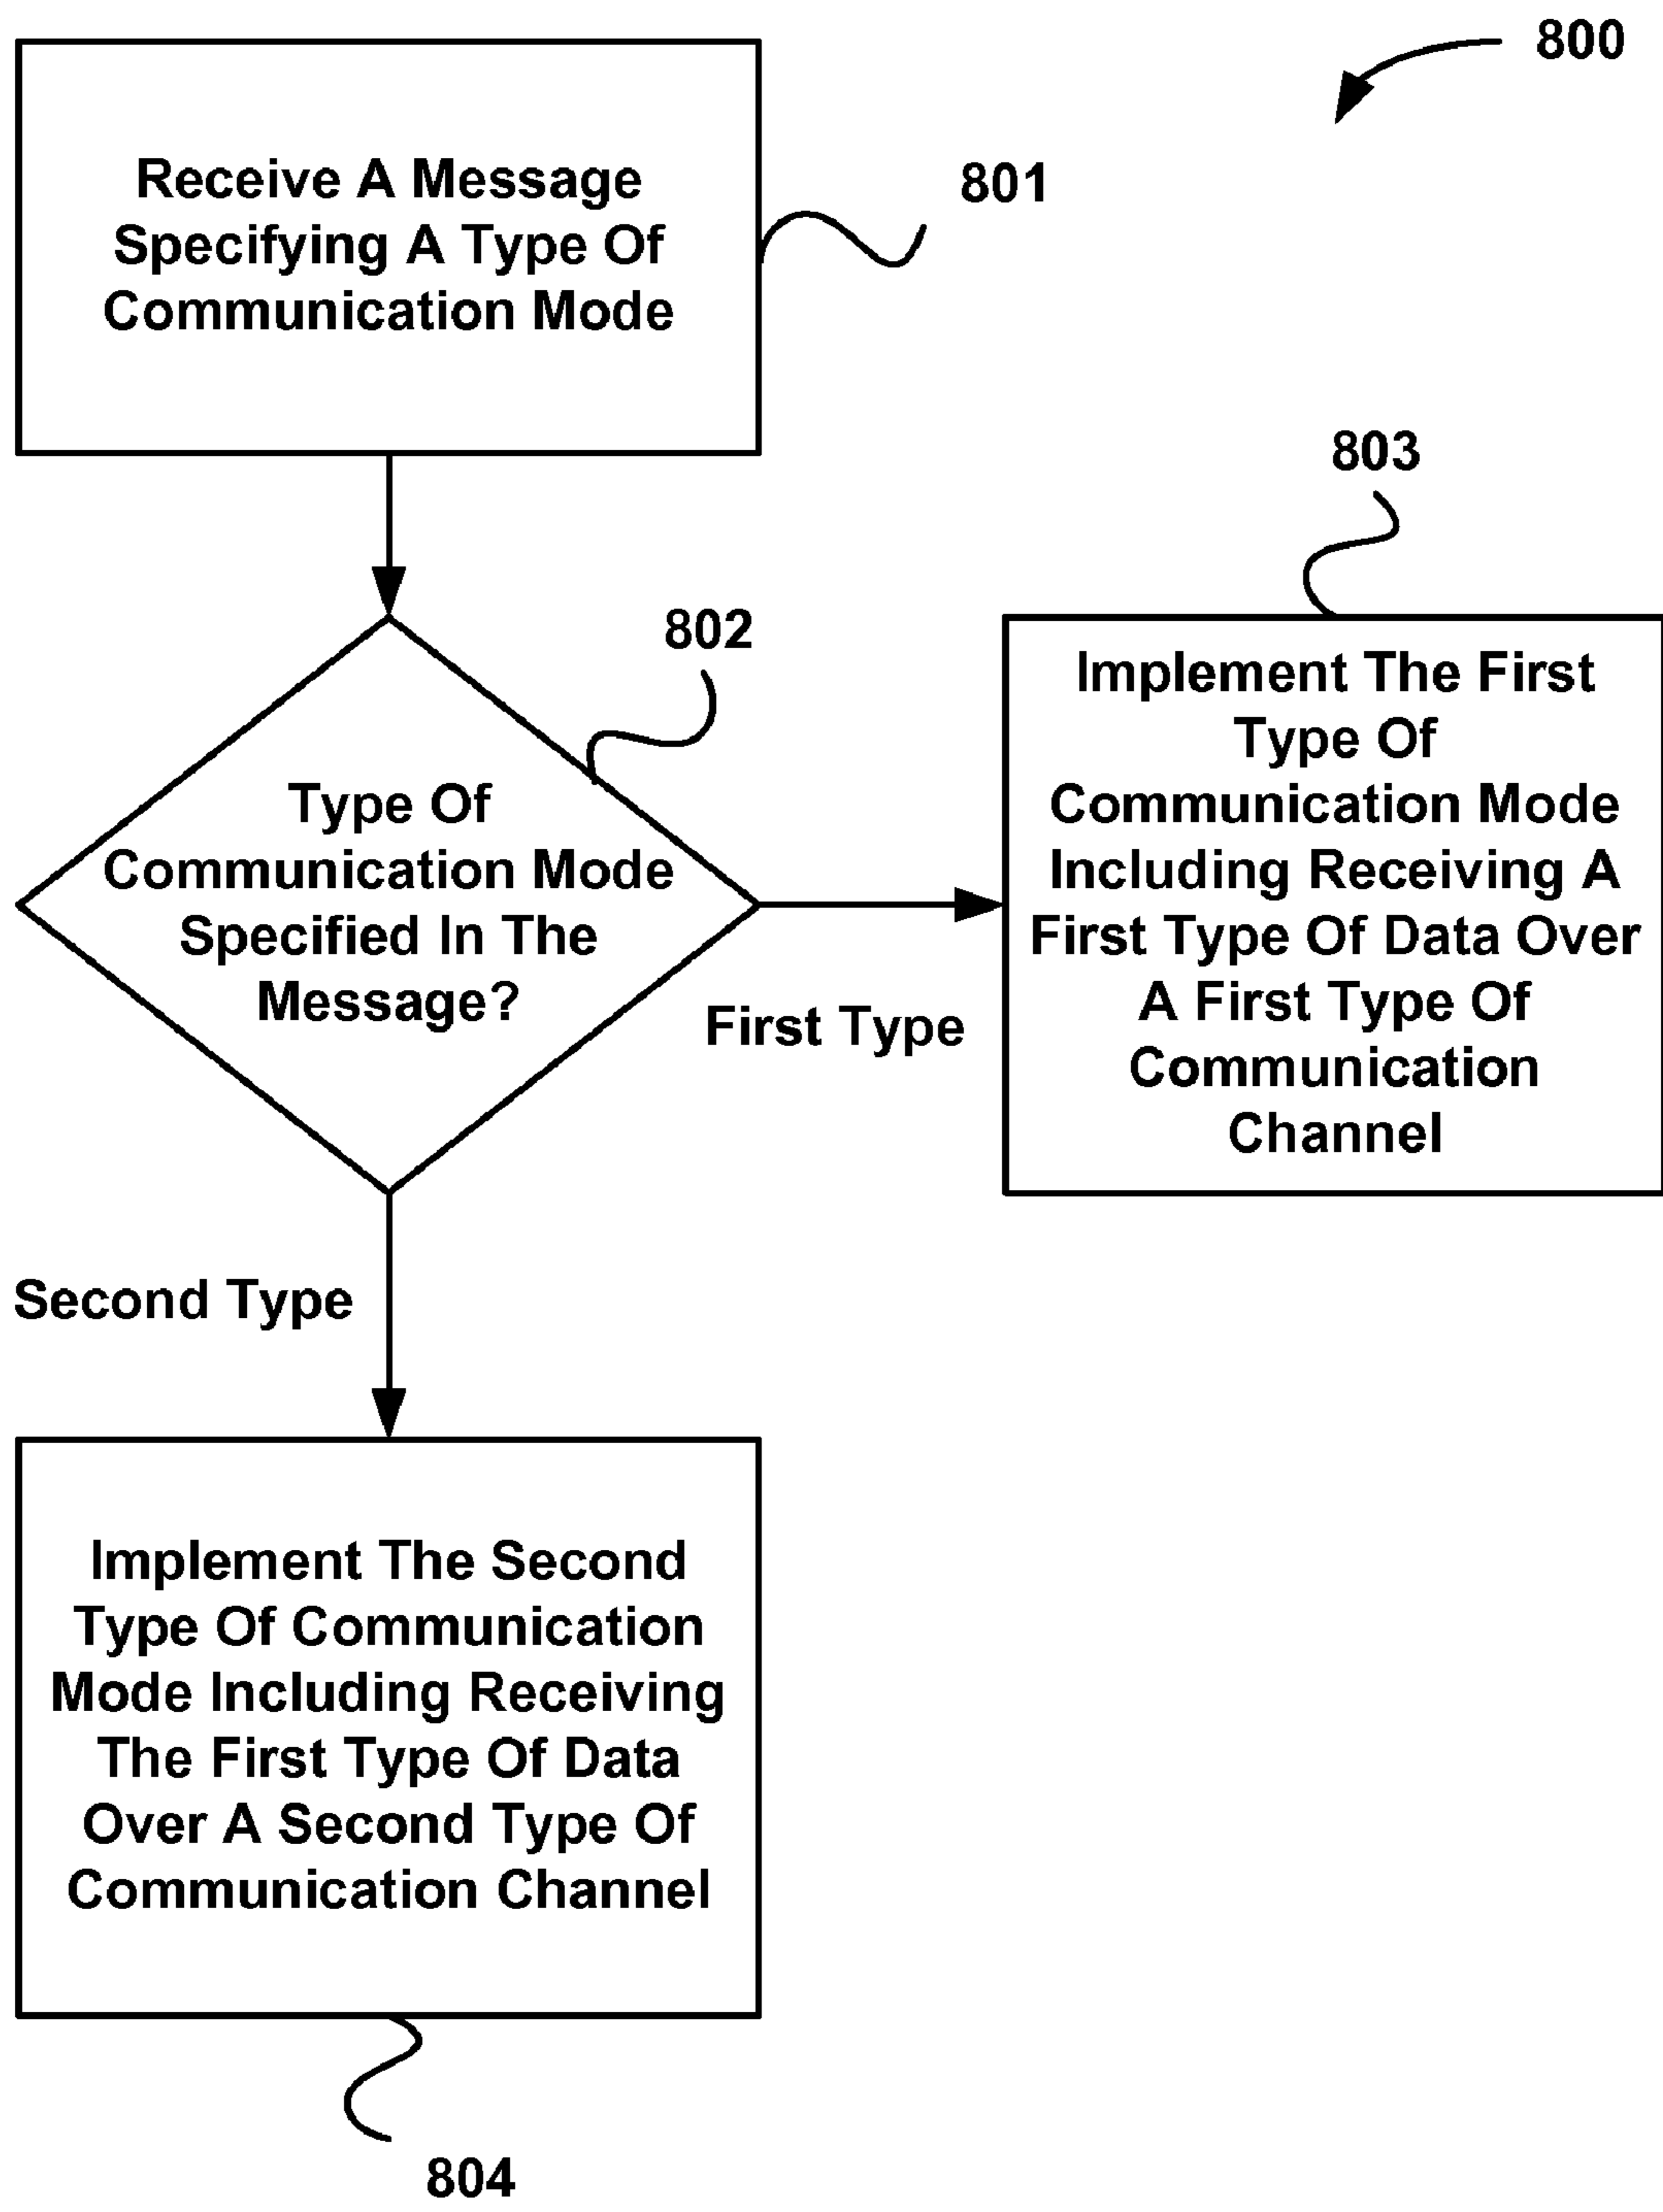 800
Receive A Message
Specifying A Type Of
Communication Mode
801
802
Type Of
Communication Mode
Specified In The
Message?
First Type
803
Implement The First
Type Of
Communication Mode
Including Receiving A
First Type Of Data Over
A First Type Of
Communication
Channel
Second Type
Implement The Second
Type Of Communication
Mode Including Receiving
The First Type Of Data
Over A Second Type Of
Communication Channel
804